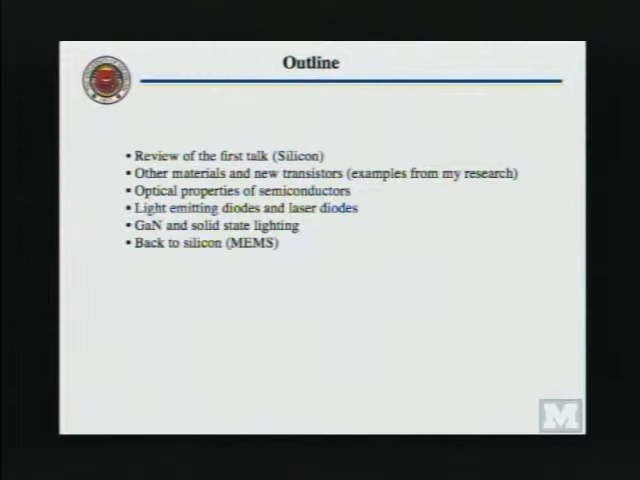 Outline
• Review of the first talk (Silicon)
• Other materials and new transistors (examples from my research)
• Optical properties of semiconductors
• Light emitting diodes and laser diodes
• GaN and solid state lighting
• Back to silicon (MEMS)
M